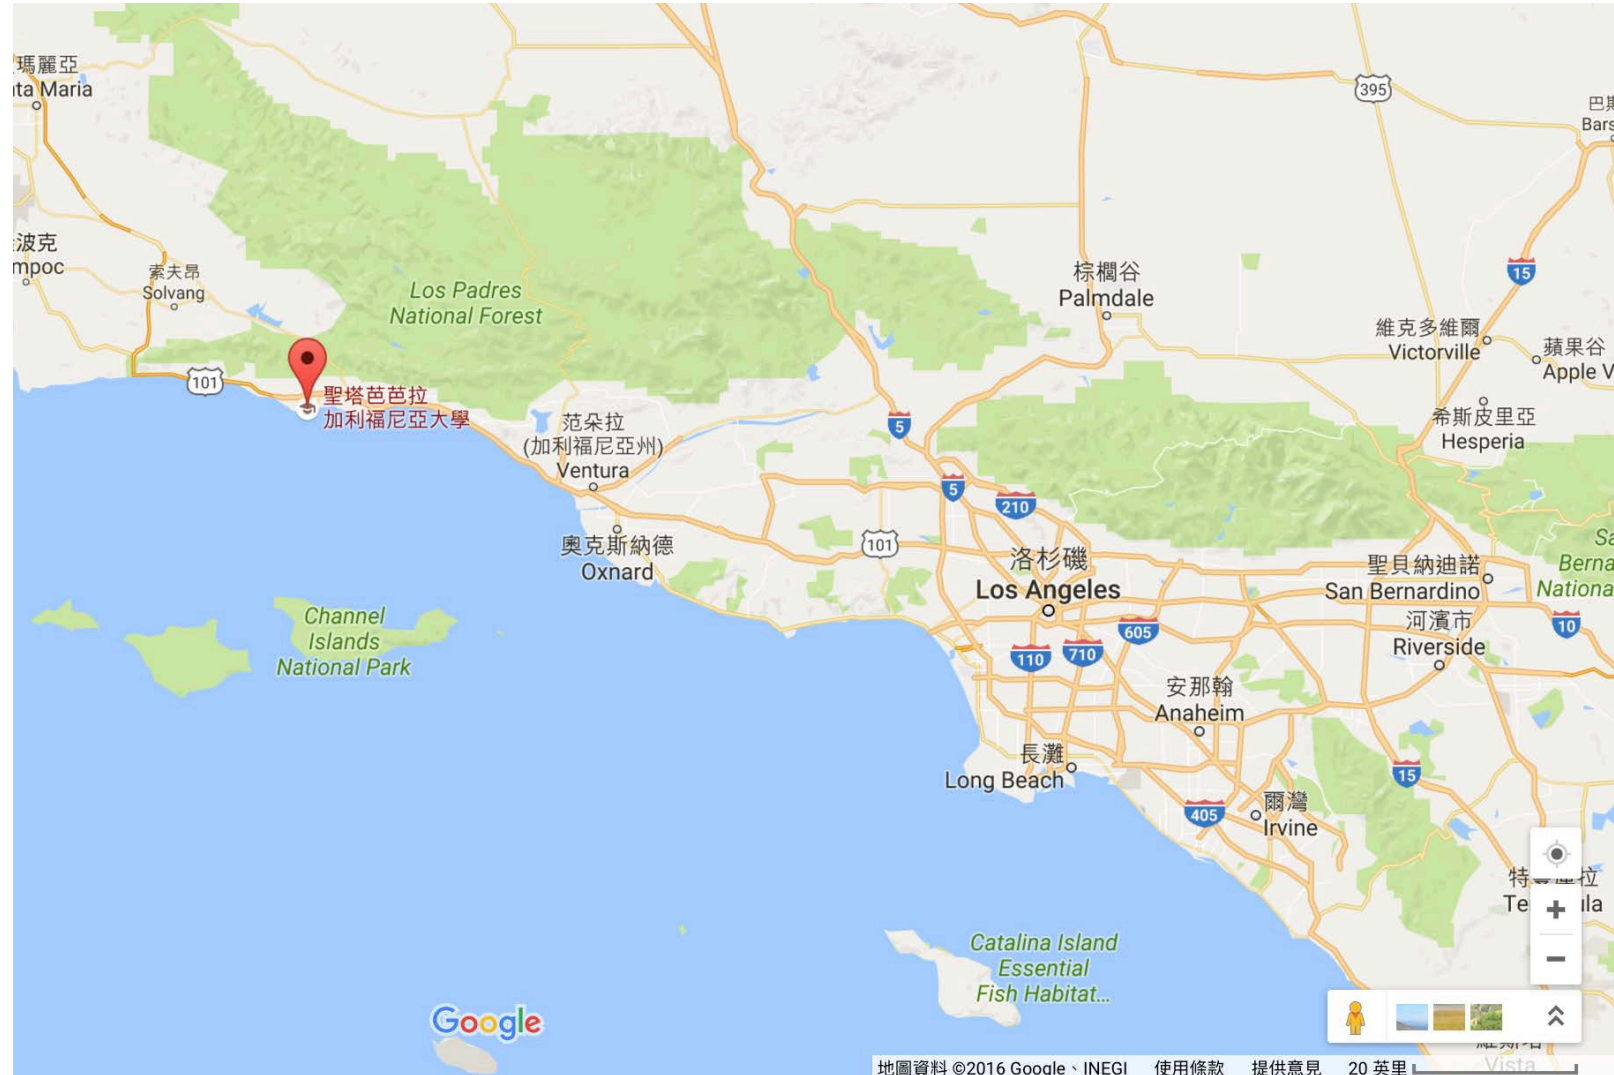 瑪麗亞
ta Maria
395
巴
Bars
波克
mpoc
索夫昂
Solvang
Los Padres
National Forest
棕櫚谷
Palmdale
15
維克多維爾
Victorville
蘋果谷
Apple V
101
聖塔芭芭拉
加利福尼亞大學
范朵拉
(加利福尼亞州)
Ventura
5
希斯皮里亞
Hesperia
5
210
奧克斯納德
Oxnard
101
洛杉磯
Los Angeles
聖貝納迪諾
San Bernardino
Sa
Berna
Nationa
Channel
Islands
National Park
605
河濱市
Riverside
10
110
710
安那翰
Anaheim
長灘
Long Beach
15
405
爾灣
Irvine
特
拉
Te
ula
Catalina Island
Essential
Fish Habitat...
Google
Vista
地圖資料 ©2016 Google、INEGI 使用條款 提供意見 20 英里